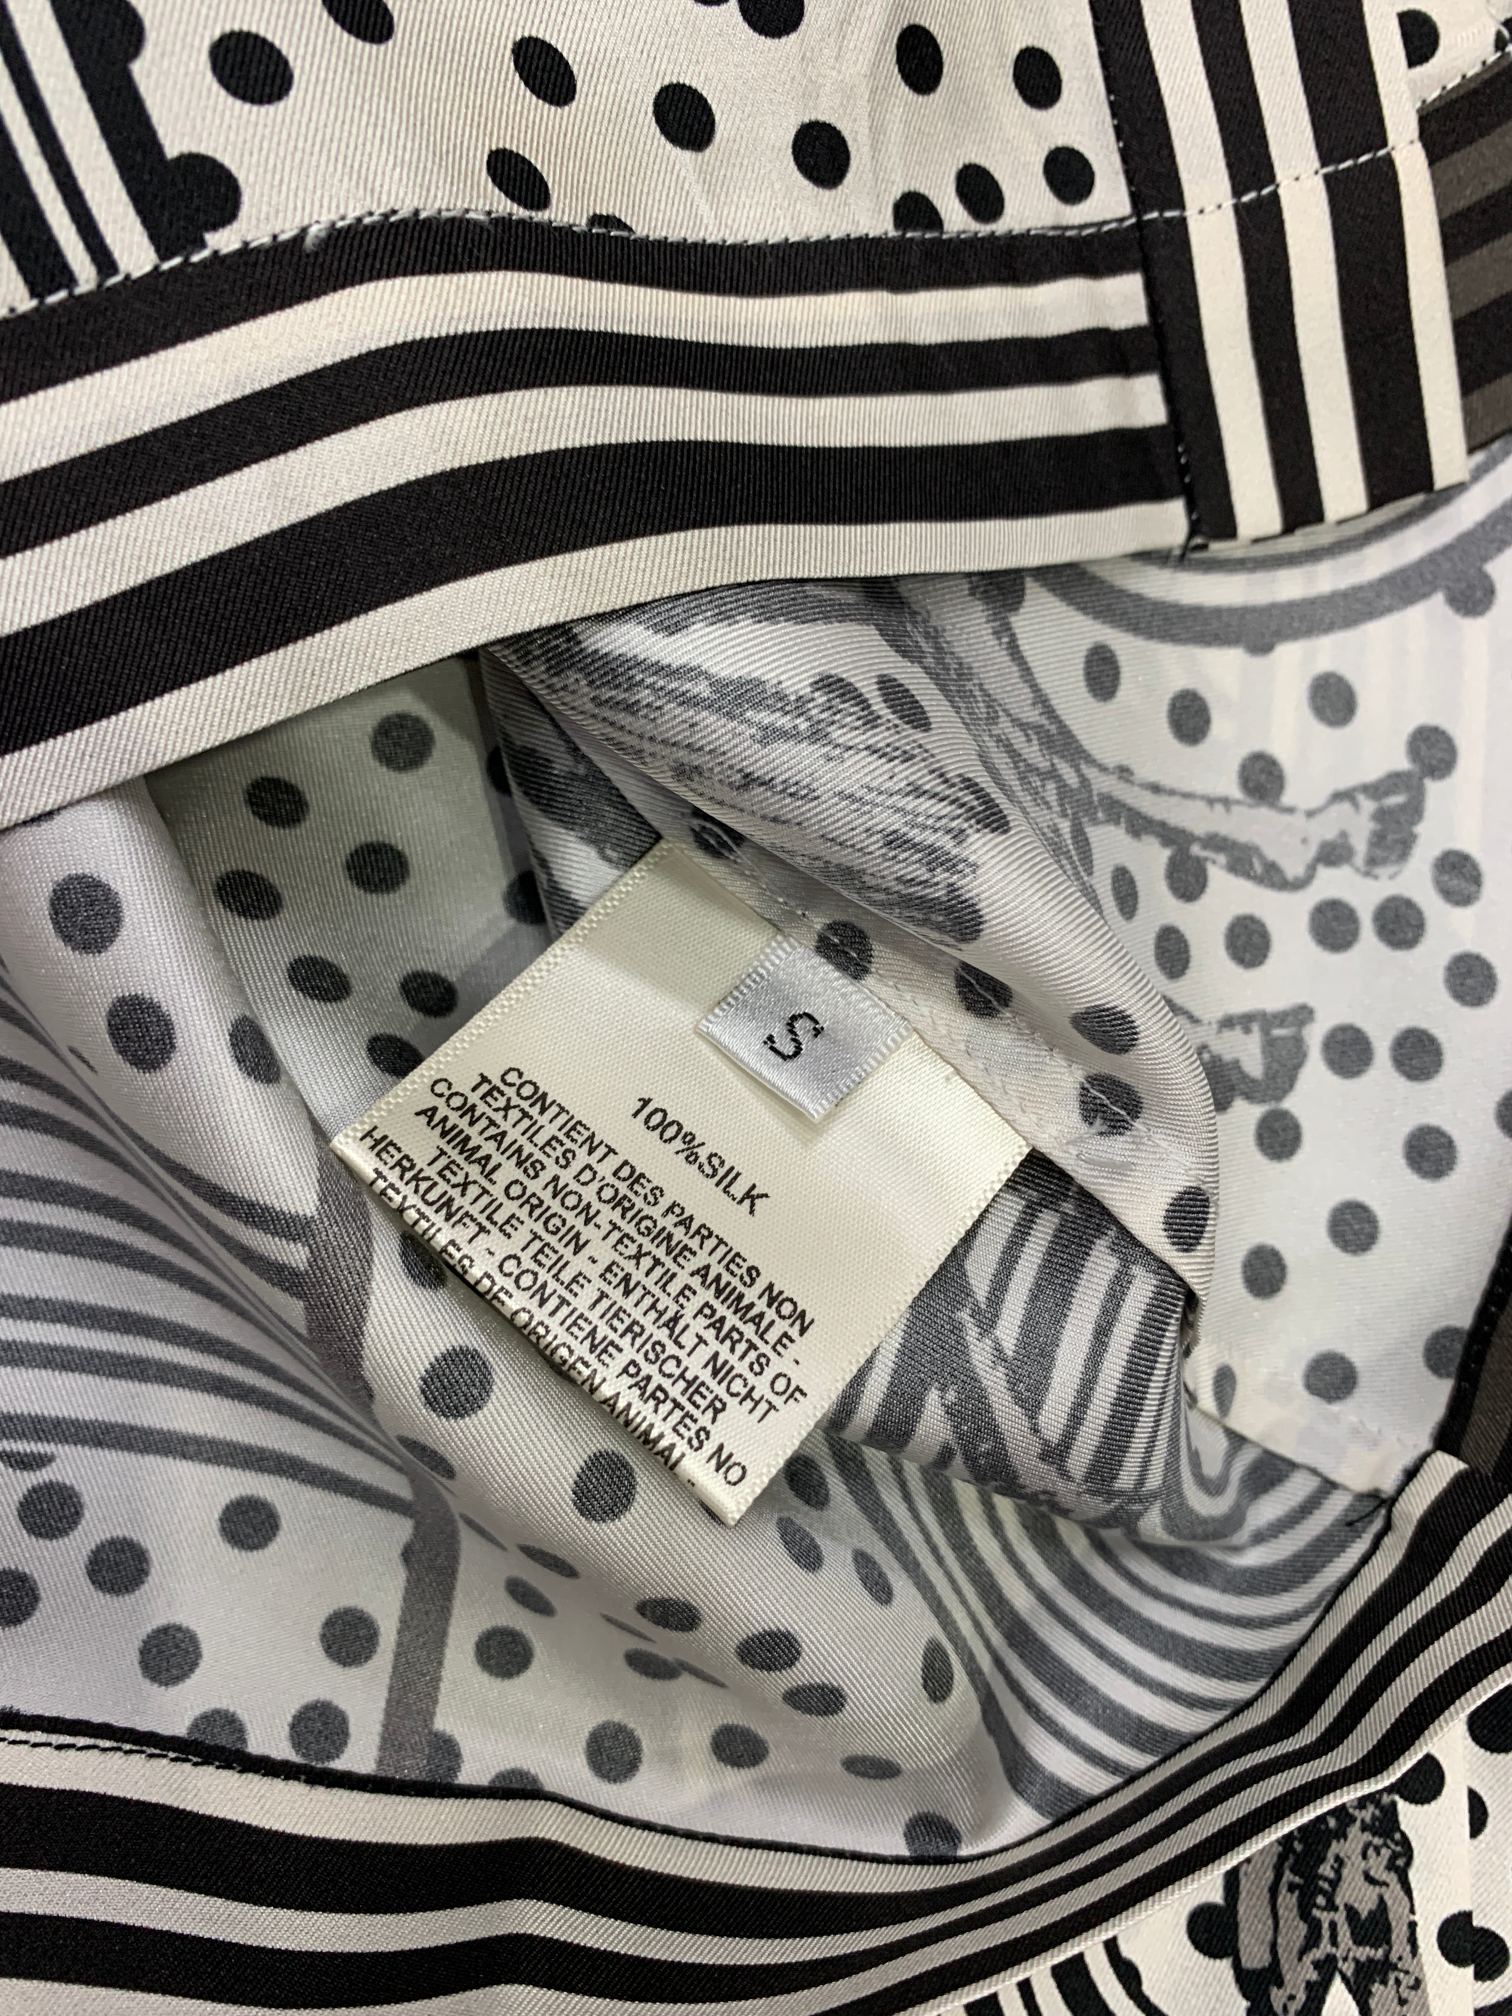 S
100%SILK
CONTIENT DES PARTIES NON
TEXTILES D'ORIGINE ANIMALE -
CONTAINS NON-TEXTILE PARTS OF
ANIMAL ORIGIN - ENTHÄLT NICHT
TEXTILE TEILE TIERISCHER
HERKUNFT - CONTIENE PARTES NO
TEXTILES DE ORIGEN ANIMAL -